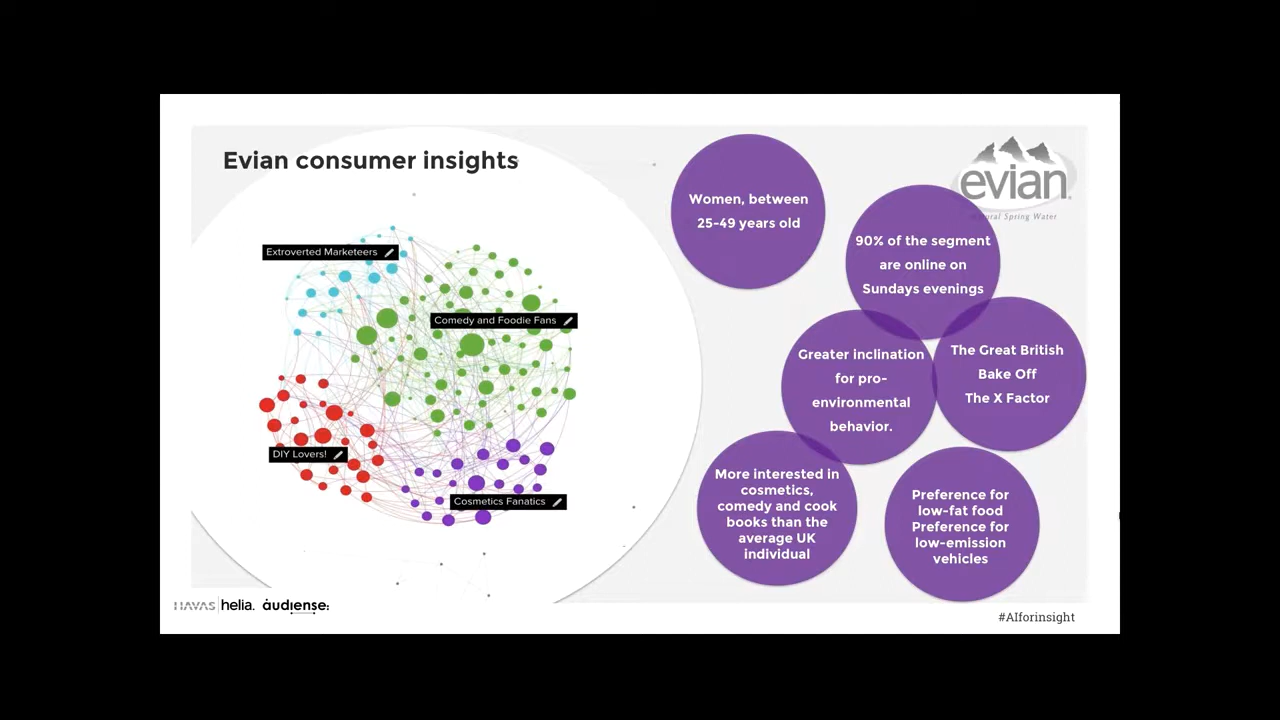 Evian consumer insights
evian
Natural Spring Water
Extroverted Marketeers
Comedy and Foodie Fans
DIY Lovers!
Cosmetics Fanatics
Women, between
25-49 years old
90% of the segment
are online on
Sundays evenings
Greater inclination
for pro-
environmental
behavior.
The Great British
Bake Off
The X Factor
More interested in
cosmetics,
comedy and cook
books than the
average UK
individual
Preference for
low-fat food
Preference for
low-emission
vehicles
HAVAS helia. audiense:
#AIforinsight